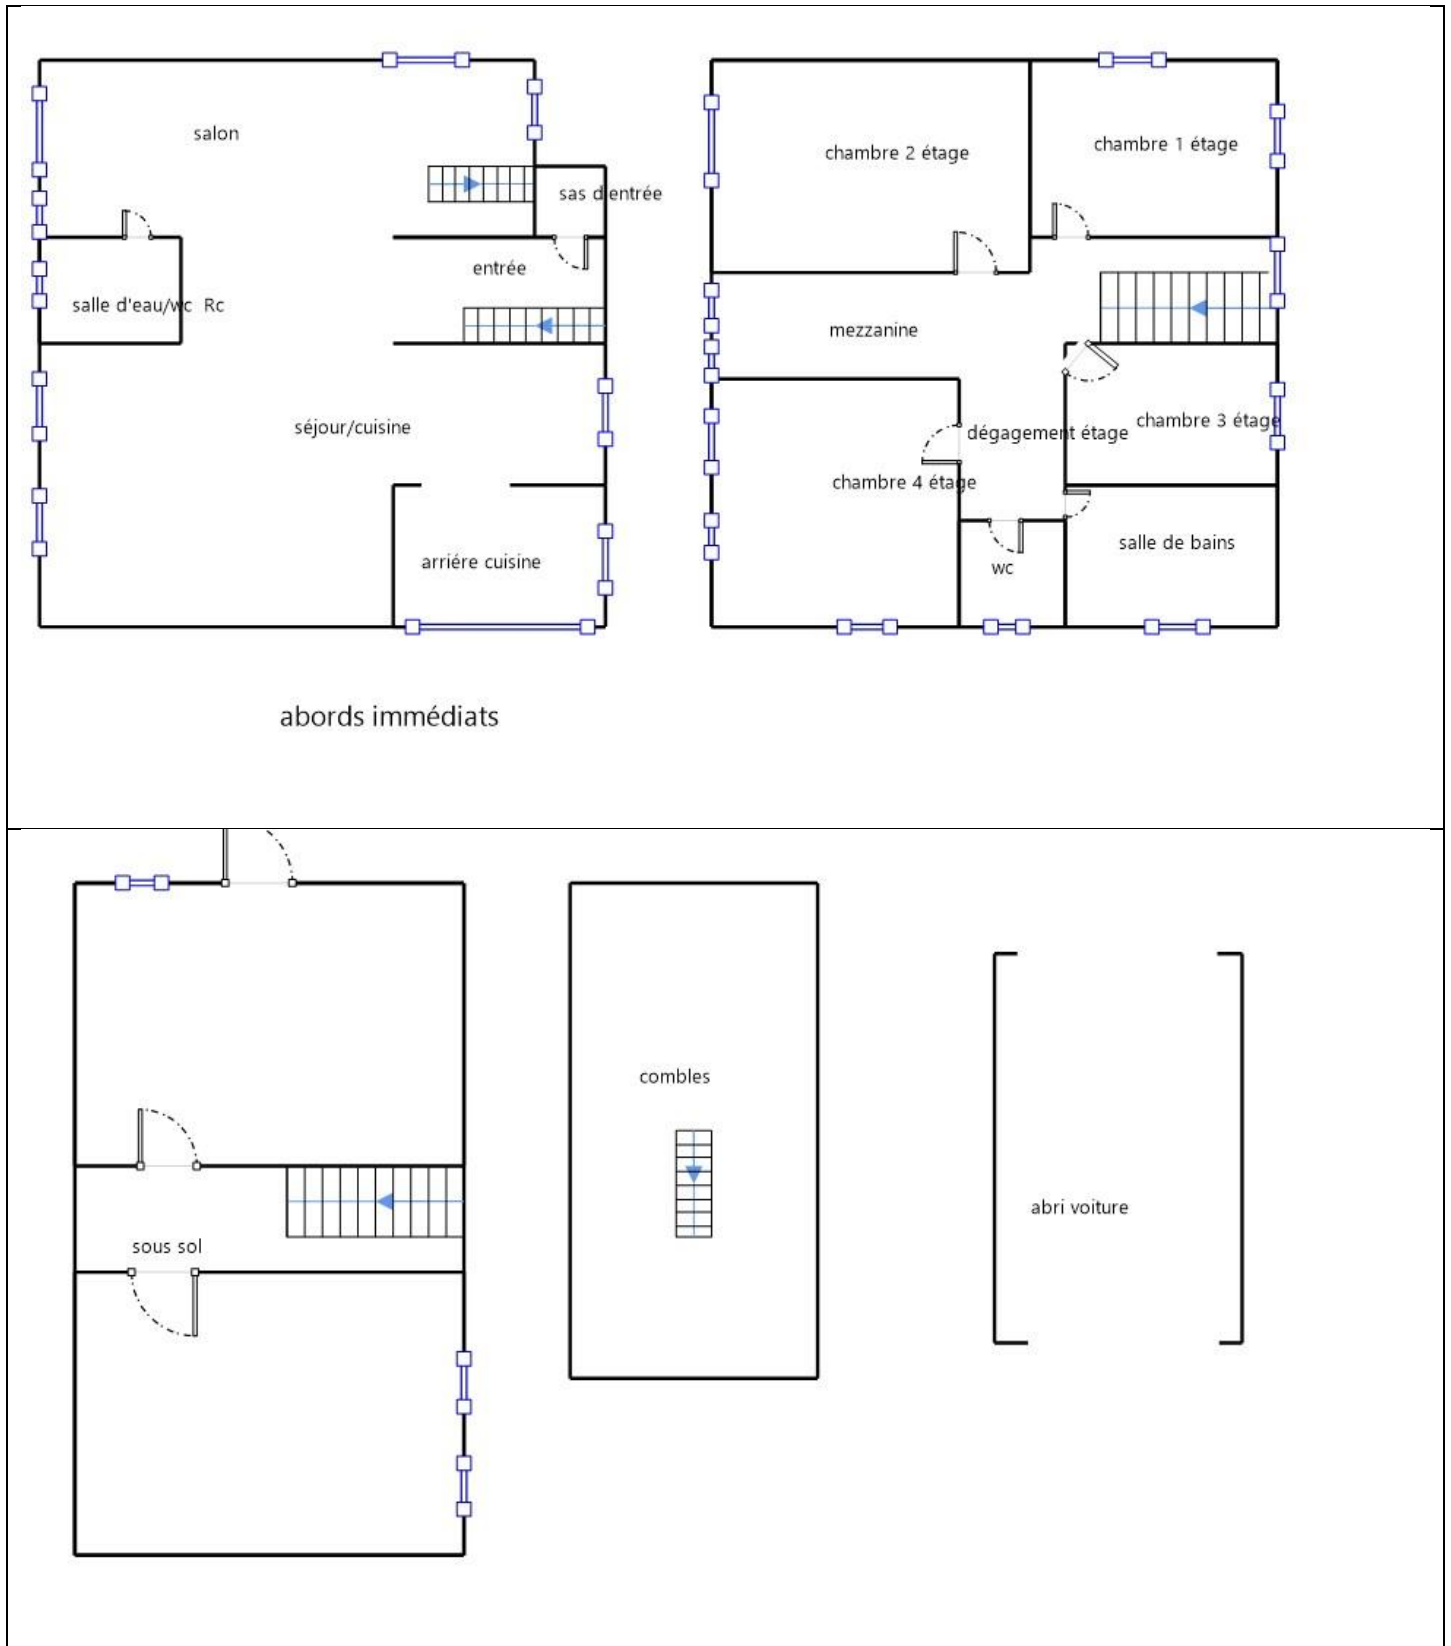 salon
sas d'entrée
entrée
salle d'eau/wc  Rc
séjour/cuisine
arriére cuisine
chambre 2 étage
chambre 1 étage
mezzanine
chambre 3 étage
dégagement étage
chambre 4 étage
salle de bains
wc
abords immédiats
combles
abri voiture
sous sol